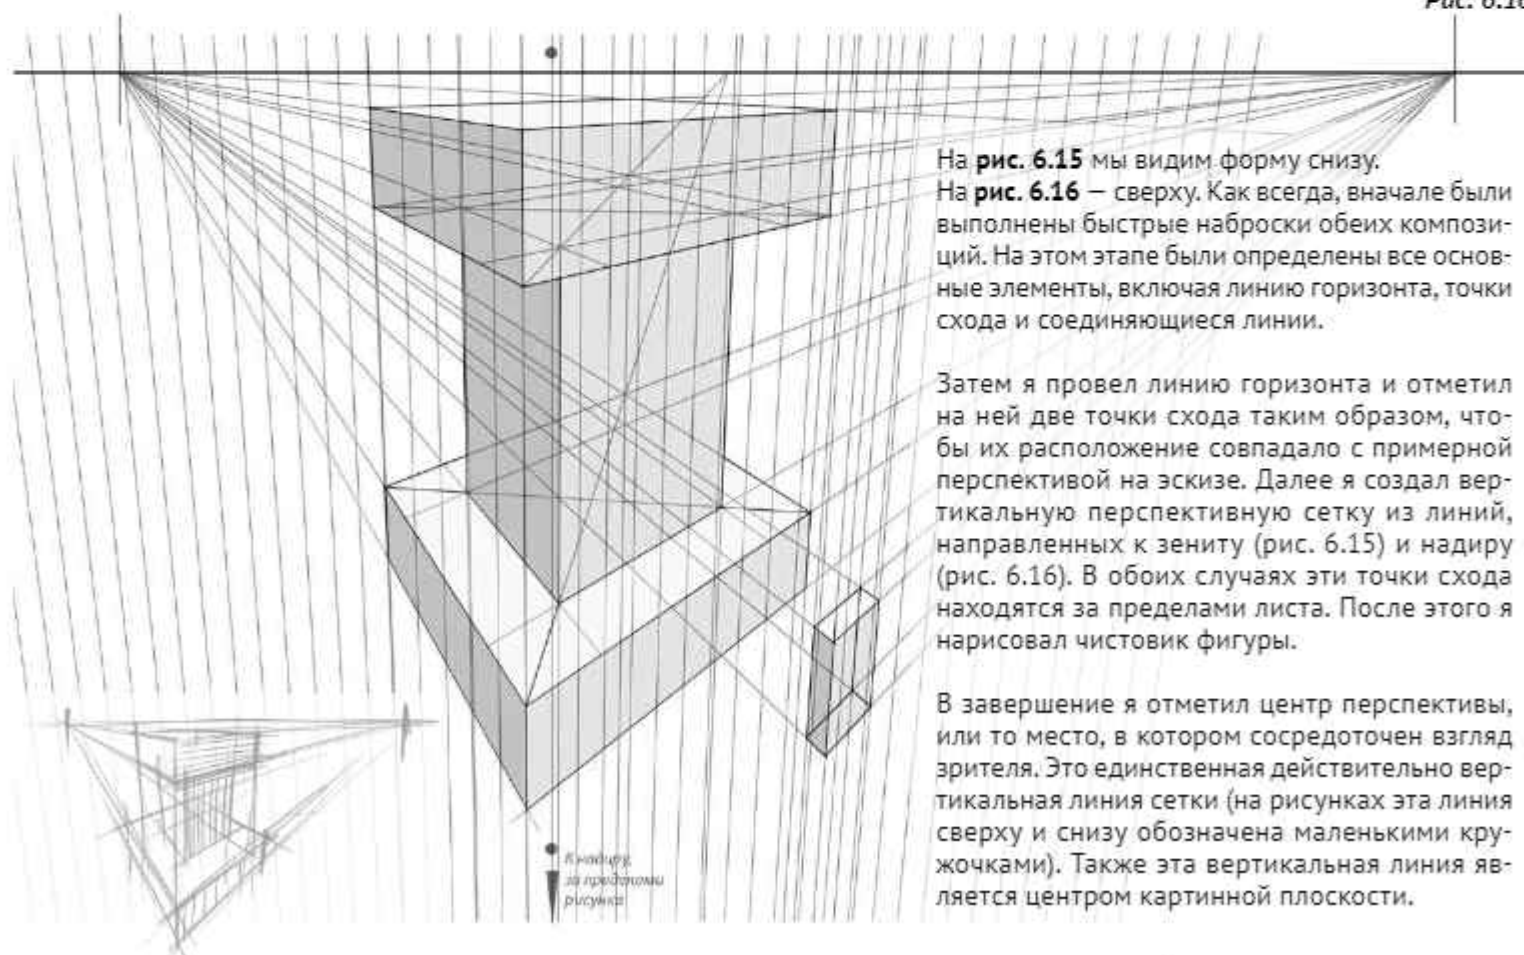 Рис. 6.16
На рис. 6.15 мы видим форму снизу.
На рис. 6.16 — сверху. Как всегда, вначале были
выполнены быстрые наброски обеих компози-
ций. На этом этапе были определены все основ-
ные элементы, включая линию горизонта, точки
схода и соединяющиеся линии.
Затем я провел линию горизонта и отметил
на ней две точки схода таким образом, что-
бы их расположение совпадало с примерной
перспективой на эскизе. Далее я создал вер-
тикальную перспективную сетку из линий,
направленных к зениту (рис. 6.15) и надиру
(рис. 6.16). В обоих случаях эти точки схода
находятся за пределами листа. После этого я
нарисовал чистовик фигуры.
В завершение я отметил центр перспективы,
или то место, в котором сосредоточен взгляд
зрителя. Это единственная действительно вер-
тикальная линия сетки (на рисунках эта линия
сверху и снизу обозначена маленькими кру-
жочками). Также эта вертикальная линия яв-
ляется центром картинной плоскости.
К надиру,
за пределами
рисунка